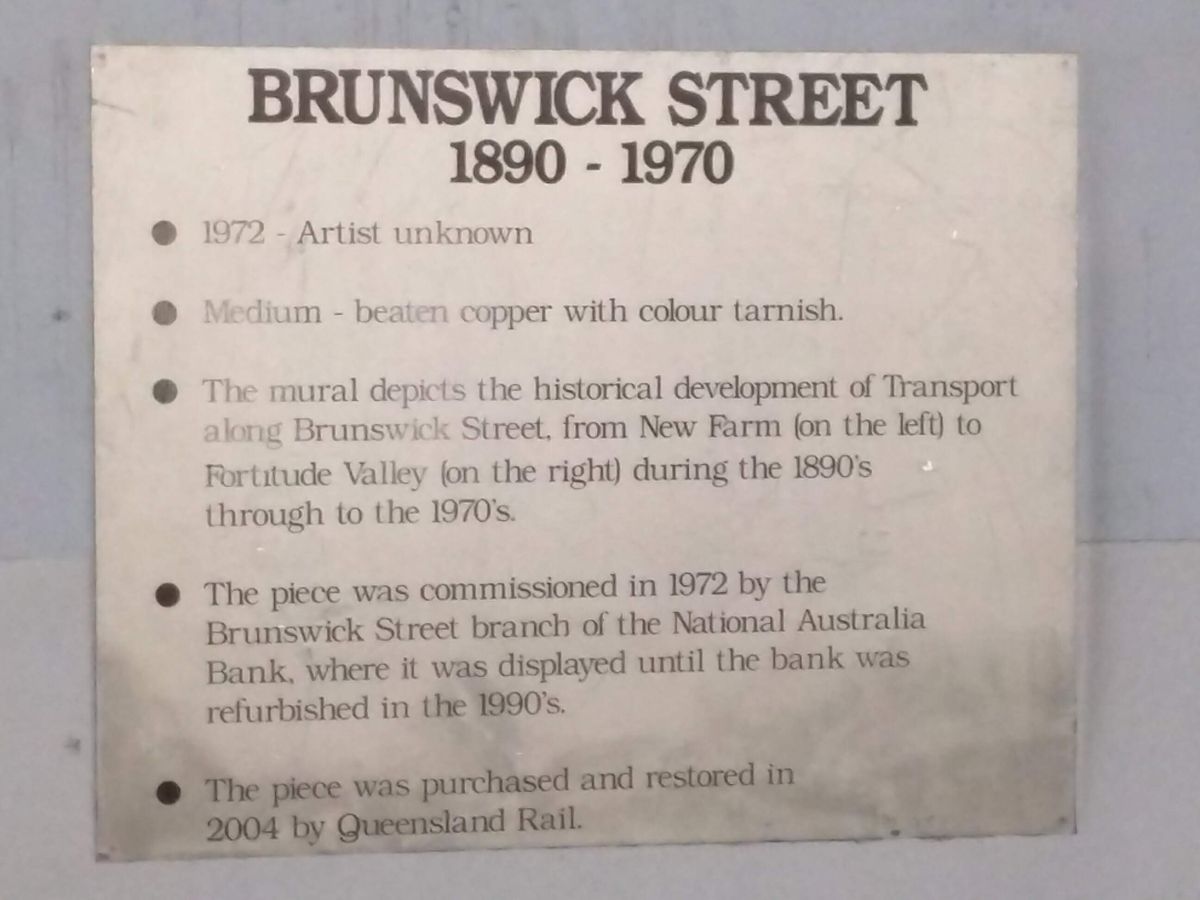 BRUNSWICK STREET
1890 - 1970
● 1972 - Artist unknown
● Medium - beaten copper with colour tarnish.
● The mural depicts the historical development of Transport
along Brunswick Street, from New Farm (on the left) to
Fortitude Valley (on the right) during the 1890's
through to the 1970's.
● The piece was commissioned in 1972 by the
Brunswick Street branch of the National Australia
Bank, where it was displayed until the bank was
refurbished in the 1990's.
● The piece was purchased and restored in
2004 by Queensland Rail.